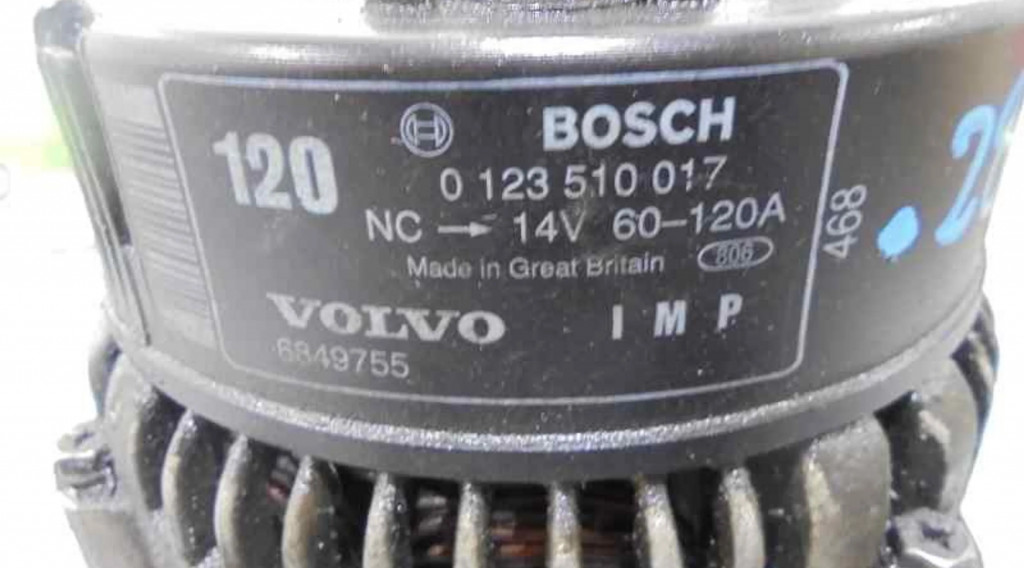 BOSCH
120
0 123 510 017
NC → 14V 60–120A
Made in Great Britain 806
VOLVO
I M P
6849755
468